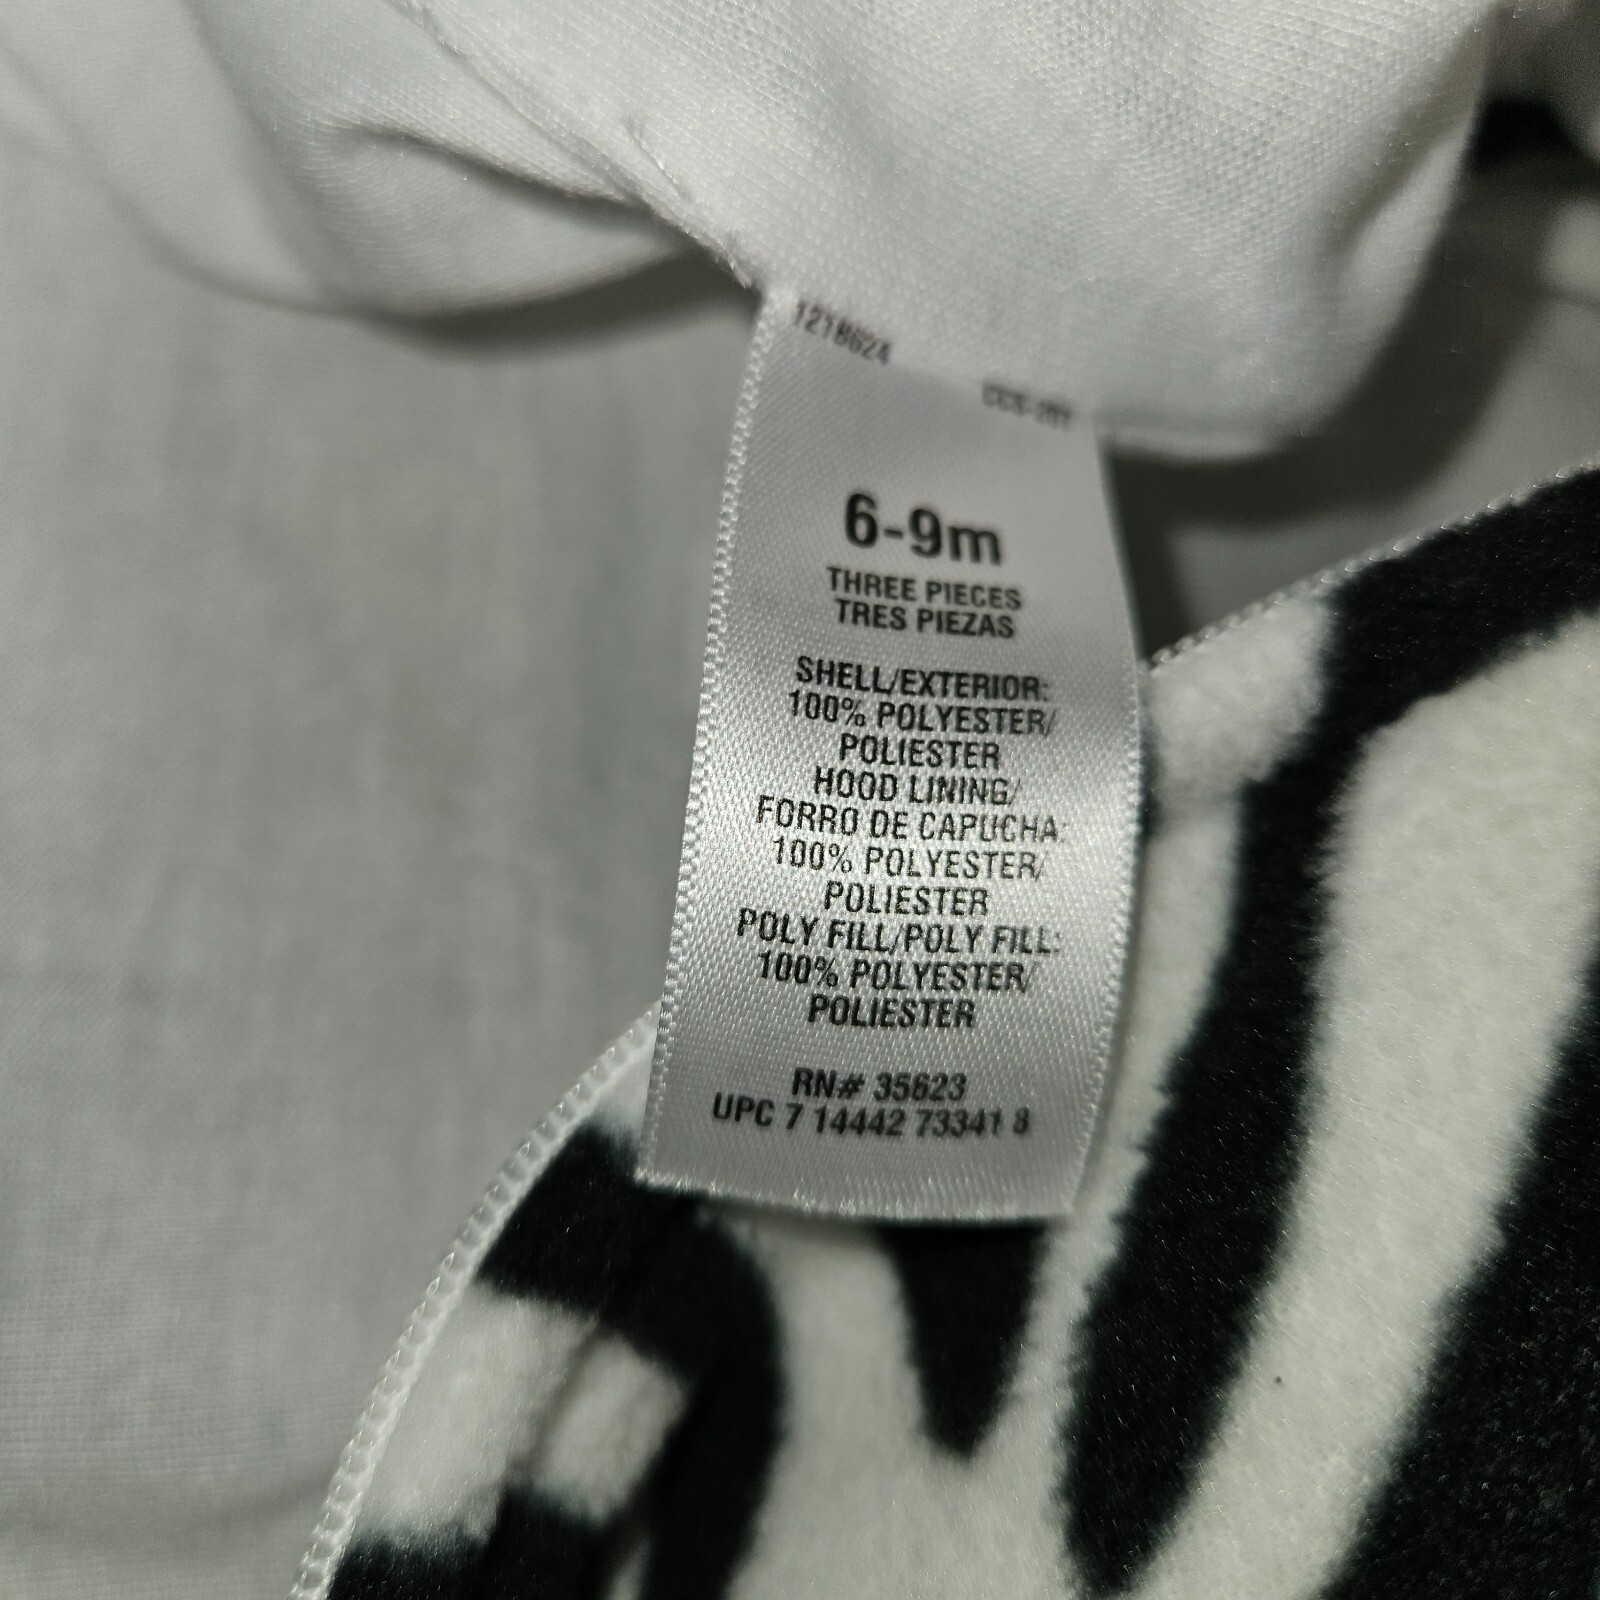 1218624
6-9m
THREE PIECES
TRES PIEZAS
SHELL/EXTERIOR:
100% POLYESTER/
POLIESTER
HOOD LINING/
FORRO DE CAPUCHA:
100% POLYESTER/
POLIESTER
POLY FILL/POLY FILL:
100% POLYESTER/
POLIESTER
RN# 35623
UPC 7 14442 73341 8